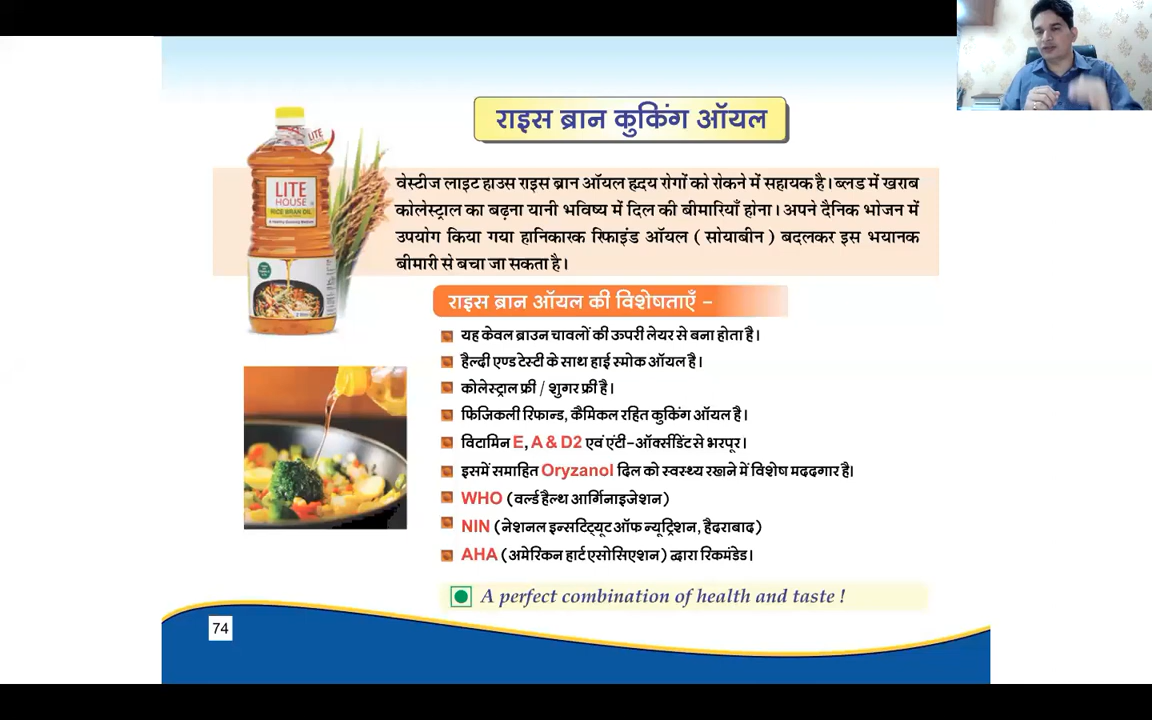 राइस ब्रान कुकिंग ऑयल
LITE
LITE
HOUSE
RICE BRAN OIL
वेस्टीज लाइट हाउस राइस ब्रान ऑयल हृदय रोगों को रोकने में सहायक है। ब्लड में खराब
कोलेस्ट्राल का बढ़ना यानी भविष्य में दिल की बीमारियाँ होना। अपने दैनिक भोजन में
उपयोग किया गया हानिकारक रिफाइंड ऑयल ( सोयाबीन ) बदलकर इस भयानक
बीमारी से बचा जा सकता है।
राइस ब्रान ऑयल की विशेषताएँ -
यह केवल ब्राउन चावलों की ऊपरी लेयर से बना होता है।
हैल्दी एण्ड टेस्टी के साथ हाई स्मोक ऑयल है।
कोलेस्ट्राल फ्री / शुगर फ्री है।
फिजिकली रिफान्ड, कैमिकल रहित कुकिंग ऑयल है।
विटामिन E, A & D2 एवं एंटी-ऑक्सीडेंट से भरपूर।
इसमें समाहित Oryzanol दिल को स्वस्थ्य रखने में विशेष मददगार है।
WHO (वर्ल्ड हैल्थ आर्गिनाइजेशन)
NIN (नेशनल इन्सटिट्यूट ऑफ न्यूट्रिशन, हैदराबाद)
AHA (अमेरिकन हार्ट एसोसिएशन) द्वारा रिकमंडेड।
A perfect combination of health and taste !
74